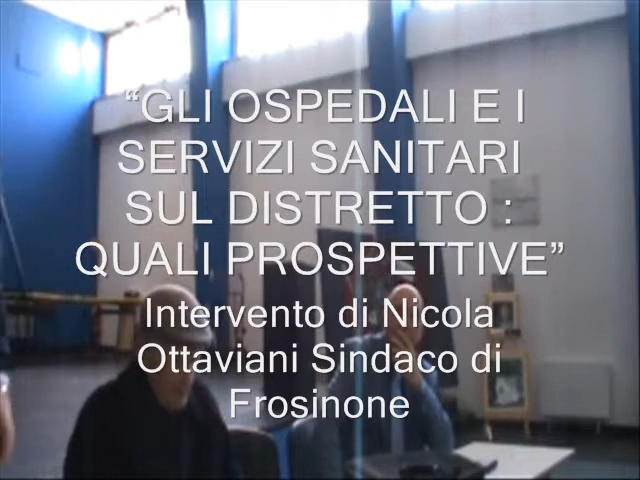 “GLI OSPEDALI E I
SERVIZI SANITARI
SUL DISTRETTO :
QUALI PROSPETTIVE”
Intervento di Nicola
Ottaviani Sindaco di
Frosinone